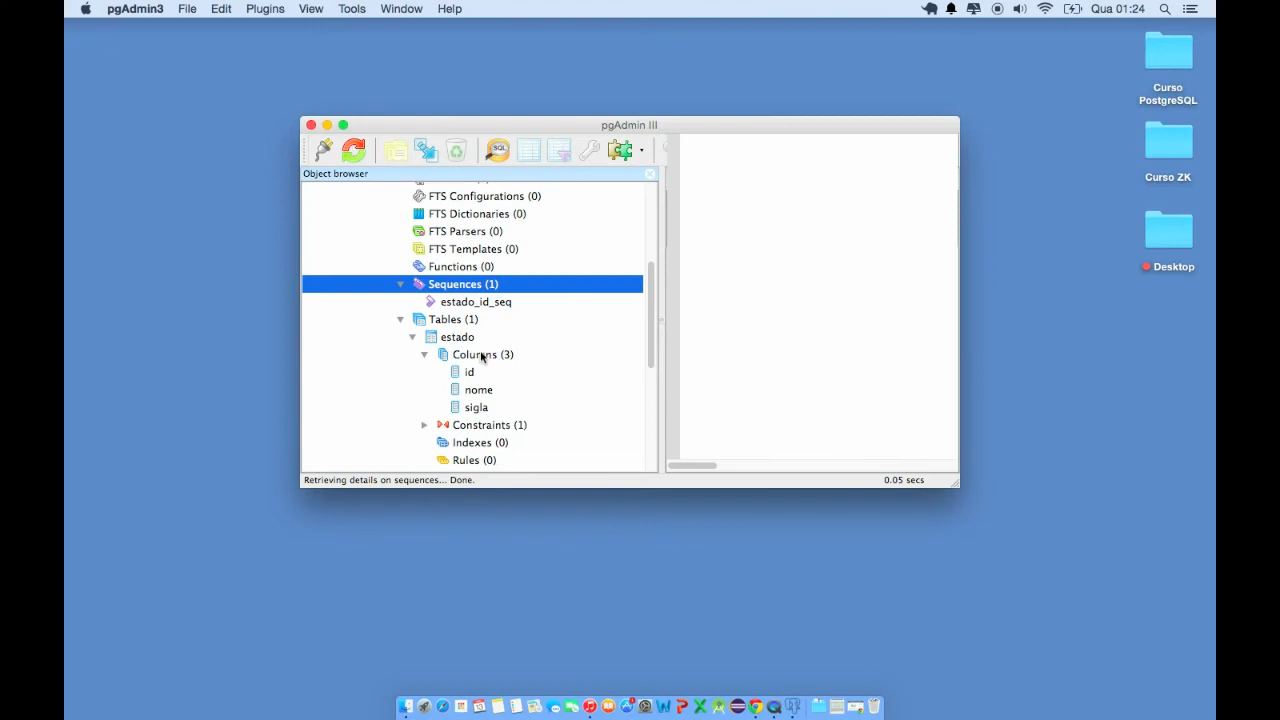 pgAdmin3 File Edit Plugins View Tools Window Help Qua 01:24
Curso
PostgreSQL
Curso ZK
Desktop
pgAdmin III
SQL
Object browser
FTS Configurations (0)
FTS Dictionaries (0)
FTS Parsers (0)
FTS Templates (0)
Functions (0)
Sequences (1)
estado_id_seq
Tables (1)
estado
Columns (3)
id
nome
sigla
Constraints (1)
Indexes (0)
Rules (0)
Retrieving details on sequences... Done. 0.05 secs